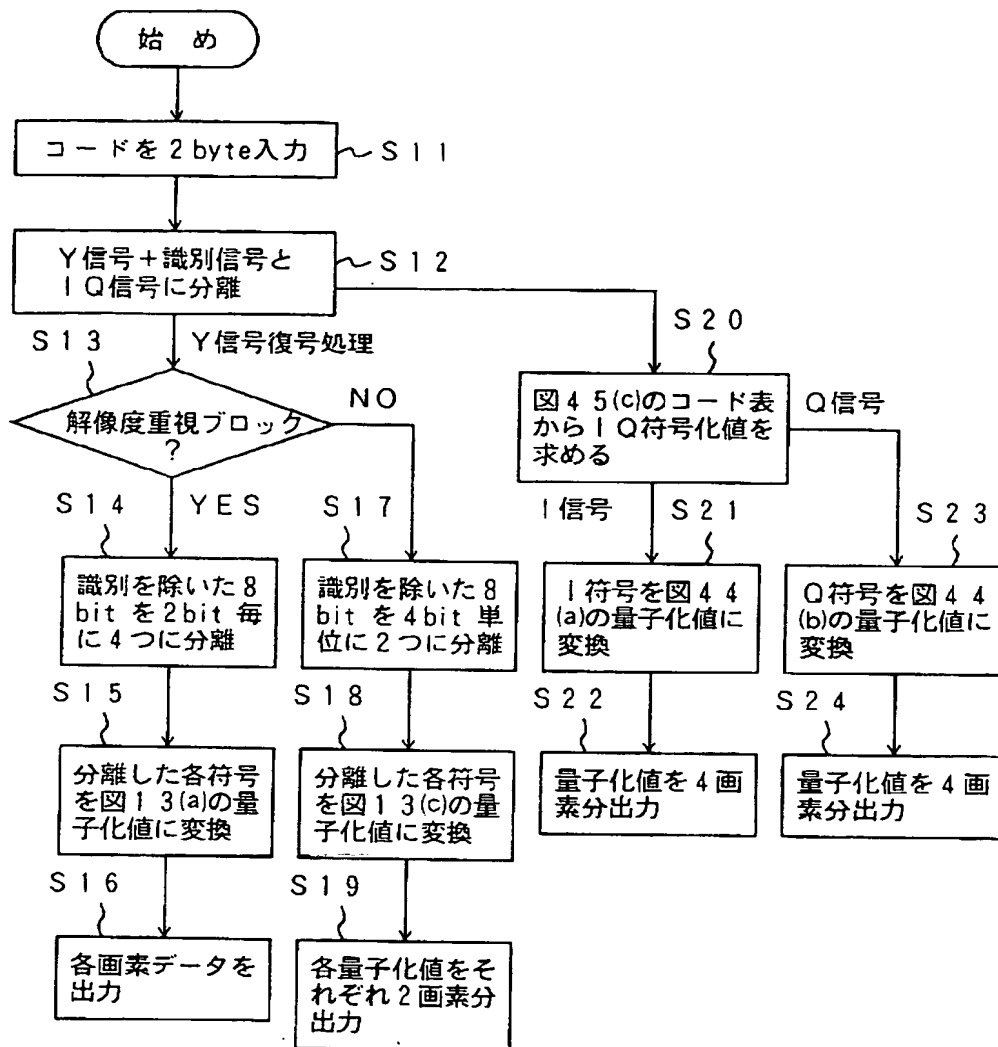 始 め
コードを2byte入力
S11
Y信号+識別信号と
IQ信号に分離
S12
S13
Y信号復号処理
解像度重視ブロック
?
NO
YES
S14
識別を除いた8
bitを2bit毎
に4つに分離
S15
分離した各符号
を図13(a)の量
子化値に変換
S16
各画素データを
出力
S17
識別を除いた8
bitを4bit単
位に2つに分離
S18
分離した各符号
を図13(c)の量
子化値に変換
S19
各量子化値をそ
れぞれ2画素分
出力
S20
図45(c)のコード表
からIQ符号化値を
求める
I信号
Q信号
S21
I符号を図44
(a)の量子化値に
変換
S22
量子化値を4画
素分出力
S23
Q符号を図44
(b)の量子化値に
変換
S24
量子化値を4画
素分出力